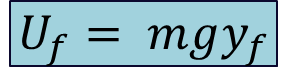 U_f = mgy_f